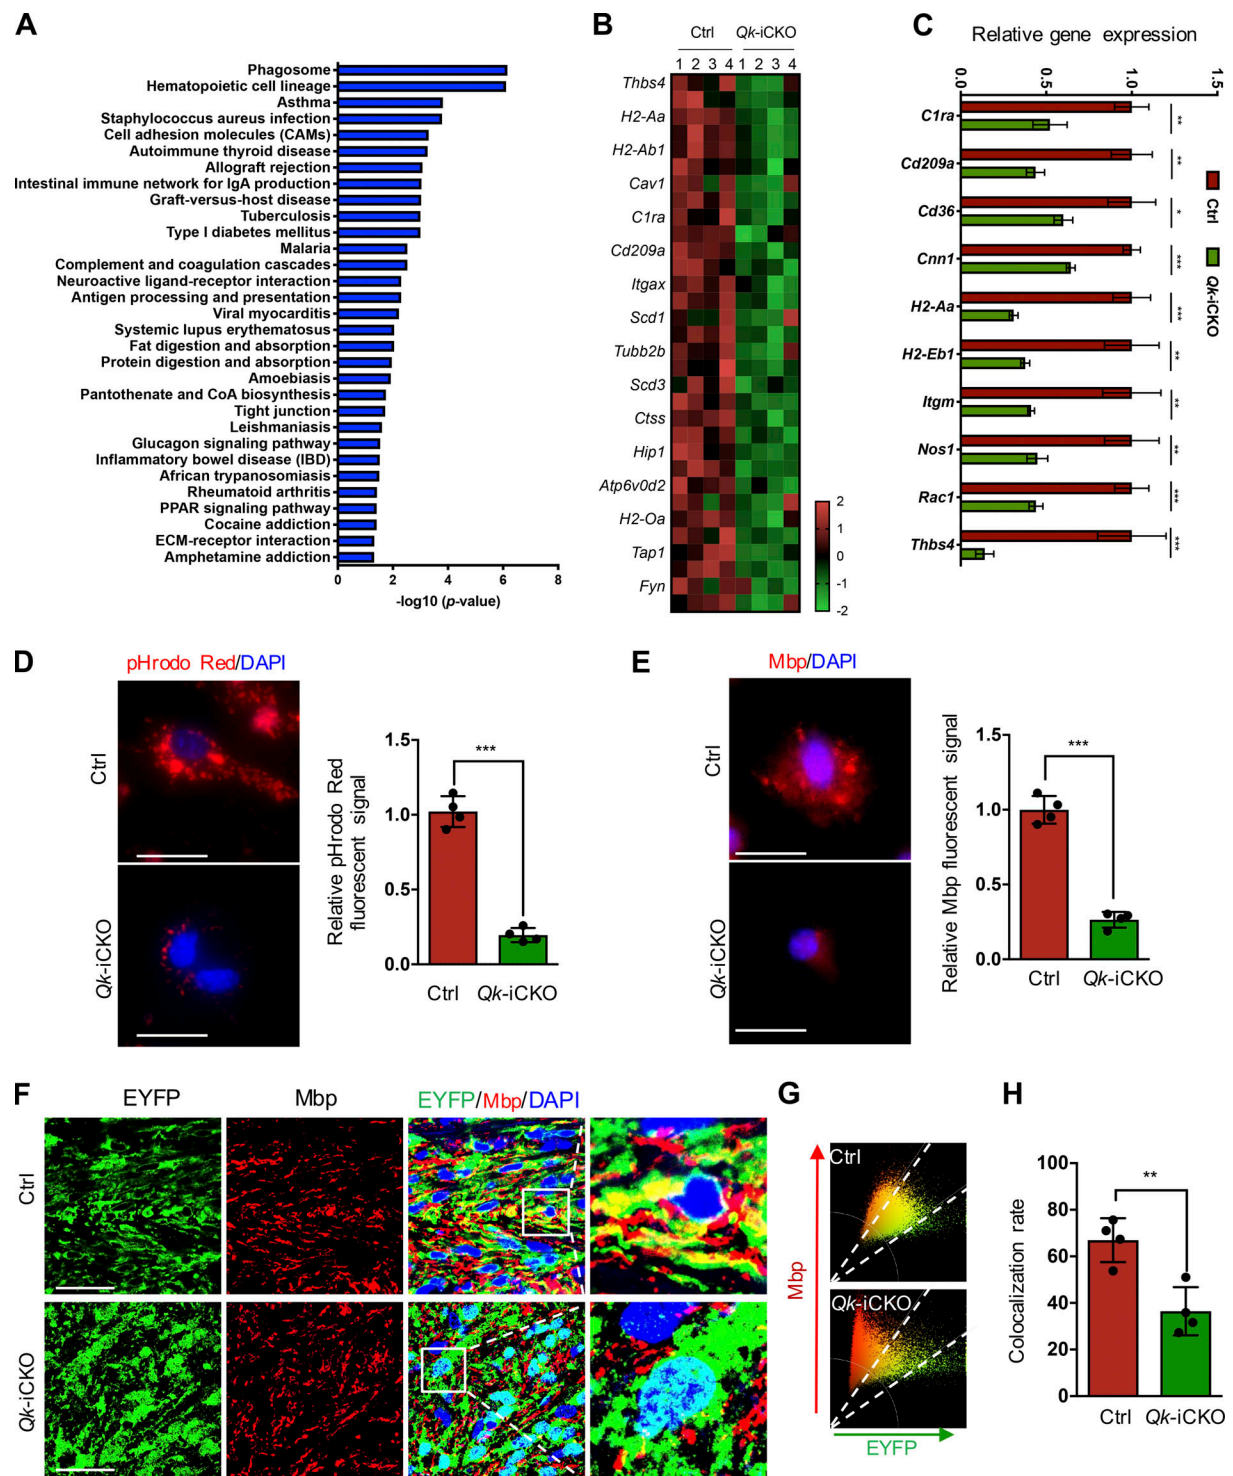 A
Phagosome
Hematopoietic cell lineage
Asthma
Staphylococcus aureus infection
Cell adhesion molecules (CAMs)
Autoimmune thyroid disease
Allograft rejection
Intestinal immune network for IgA production
Graft-versus-host disease
Tuberculosis
Type I diabetes mellitus
Malaria
Complement and coagulation cascades
Neuroactive ligand-receptor interaction
Antigen processing and presentation
Viral myocarditis
Systemic lupus erythematosus
Fat digestion and absorption
Protein digestion and absorption
Amoebiasis
Pantothenate and CoA biosynthesis
Tight junction
Leishmaniasis
Glucagon signaling pathway
Inflammatory bowel disease (IBD)
African trypanosomiasis
Rheumatoid arthritis
PPAR signaling pathway
Cocaine addiction
ECM-receptor interaction
Amphetamine addiction
0 2 4 6 8
-log10 (p-value)
B
Ctrl Qk-iCKO
1 2 3 4 1 2 3 4
Thbs4
H2-Aa
H2-Ab1
Cav1
C1ra
Cd209a
Itgax
Scd1
Tubb2b
Scd3
Ctss
Hip1
Atp6v0d2
H2-Oa
Tap1
Fyn
2
1
0
-1
-2
C
Relative gene expression
0.0 0.5 1.0 1.5
C1ra **
Cd209a **
Cd36 *
Cnn1 ***
H2-Aa ***
H2-Eb1 **
Itgm **
Nos1 **
Rac1 ***
Thbs4 ***
Ctrl
Qk-iCKO
D
pHrodo Red/DAPI
Ctrl
Qk-iCKO
Relative pHrodo Red
fluorescent signal
1.5
1.0
0.5
0.0
***
Ctrl Qk-iCKO
E
Mbp/DAPI
Ctrl
Qk-iCKO
Relative Mbp fluorescent signal
1.5
1.0
0.5
0.0
***
Ctrl Qk-iCKO
F
EYFP Mbp EYFP/Mbp/DAPI
Ctrl
Qk-iCKO
G
Mbp
Ctrl
Qk-iCKO
EYFP
H
Colocalization rate
100
80
60
40
20
0
**
Ctrl Qk-iCKO